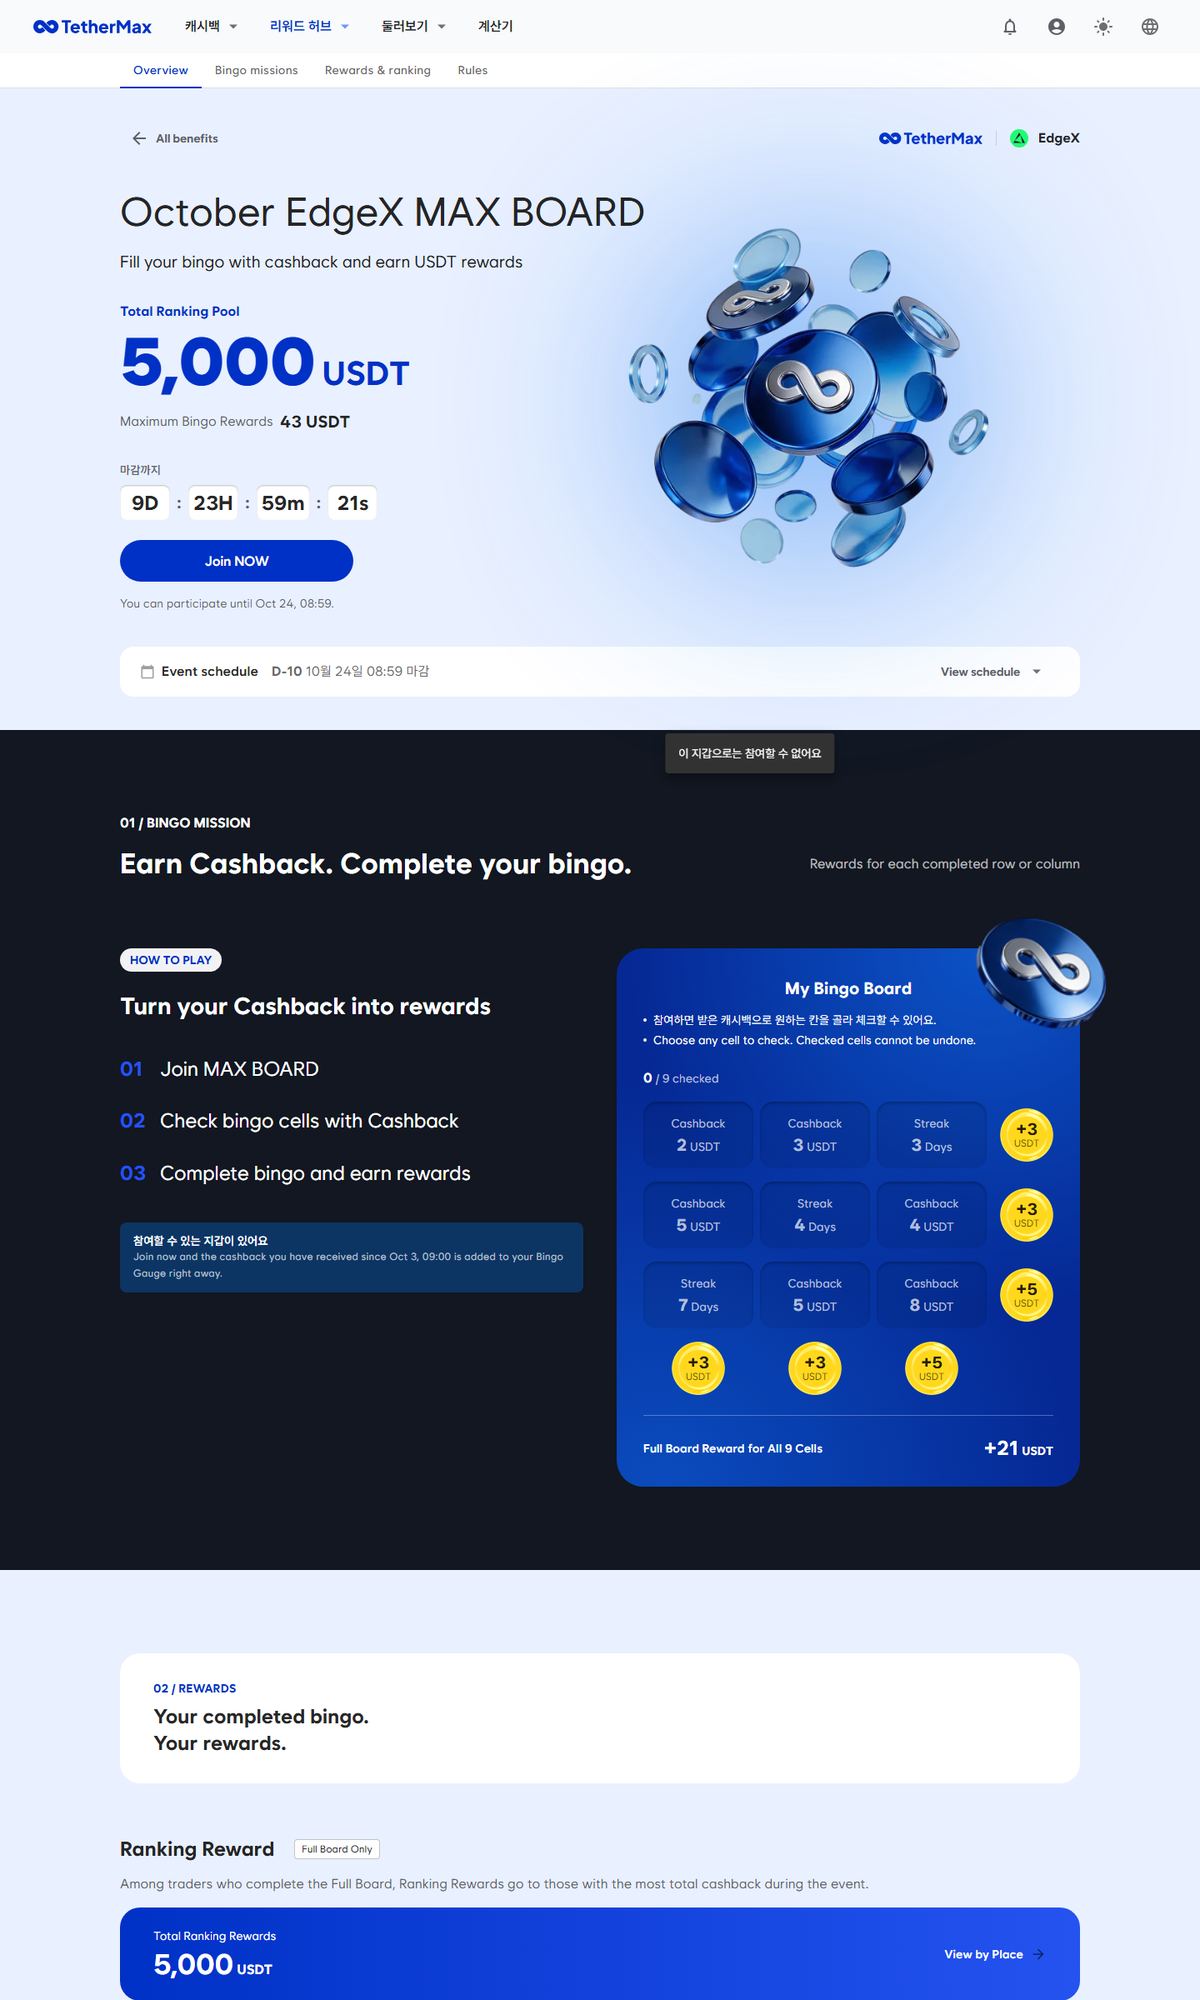 TetherMax 캐시백 리워드 허브 둘러보기 계산기
Overview Bingo missions Rewards & ranking Rules
All benefits
TetherMax EdgeX
October EdgeX MAX BOARD
Fill your bingo with cashback and earn USDT rewards
Total Ranking Pool
5,000 USDT
Maximum Bingo Rewards 43 USDT
마감까지
9D : 23H : 59m : 21s
Join NOW
You can participate until Oct 24, 08:59.
Event schedule D-10 10월 24일 08:59 마감 View schedule
이 지갑으로는 참여할 수 없어요
01 / BINGO MISSION
Earn Cashback. Complete your bingo.
Rewards for each completed row or column
HOW TO PLAY
Turn your Cashback into rewards
01 Join MAX BOARD
02 Check bingo cells with Cashback
03 Complete bingo and earn rewards
참여할 수 있는 지갑이 있어요
Join now and the cashback you have received since Oct 3, 09:00 is added to your Bingo
Gauge right away.
My Bingo Board
• 참여하면 받은 캐시백으로 원하는 칸을 골라 체크할 수 있어요.
• Choose any cell to check. Checked cells cannot be undone.
0 / 9 checked
Cashback Cashback Streak
2 USDT 3 USDT 3 Days
+3
USDT
Cashback Streak Cashback
5 USDT 4 Days 4 USDT
+3
USDT
Streak Cashback Cashback
7 Days 5 USDT 8 USDT
+5
USDT
+3 +3 +5
USDT USDT USDT
Full Board Reward for All 9 Cells +21 USDT
02 / REWARDS
Your completed bingo.
Your rewards.
Ranking Reward Full Board Only
Among traders who complete the Full Board, Ranking Rewards go to those with the most total cashback during the event.
Total Ranking Rewards
5,000 USDT
View by Place